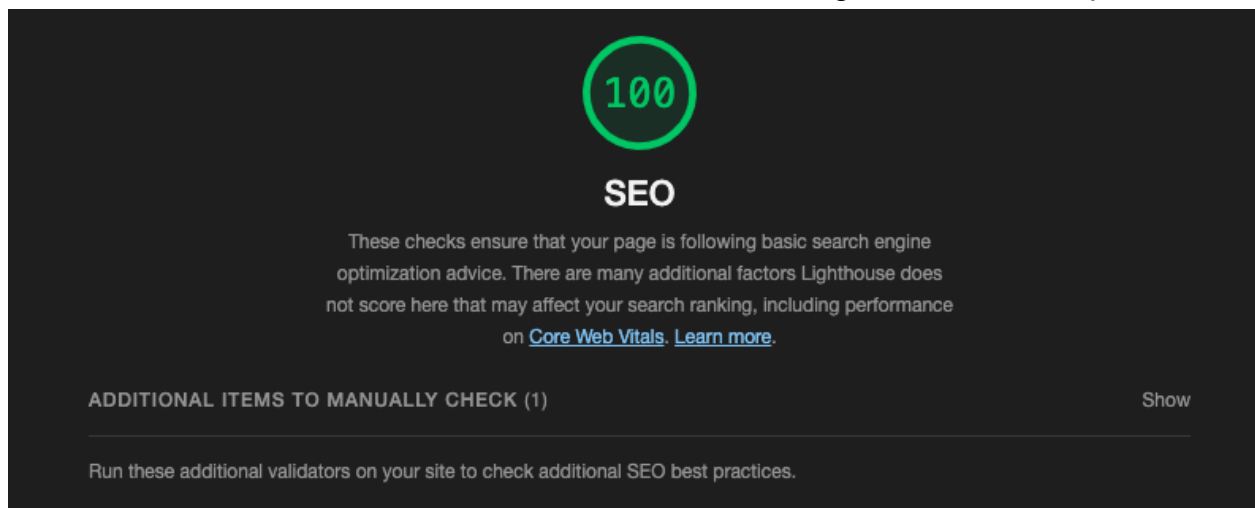 100
SEO
These checks ensure that your page is following basic search engine
optimization advice. There are many additional factors Lighthouse does
not score here that may affect your search ranking, including performance
on Core Web Vitals. Learn more.
ADDITIONAL ITEMS TO MANUALLY CHECK (1) Show
Run these additional validators on your site to check additional SEO best practices.